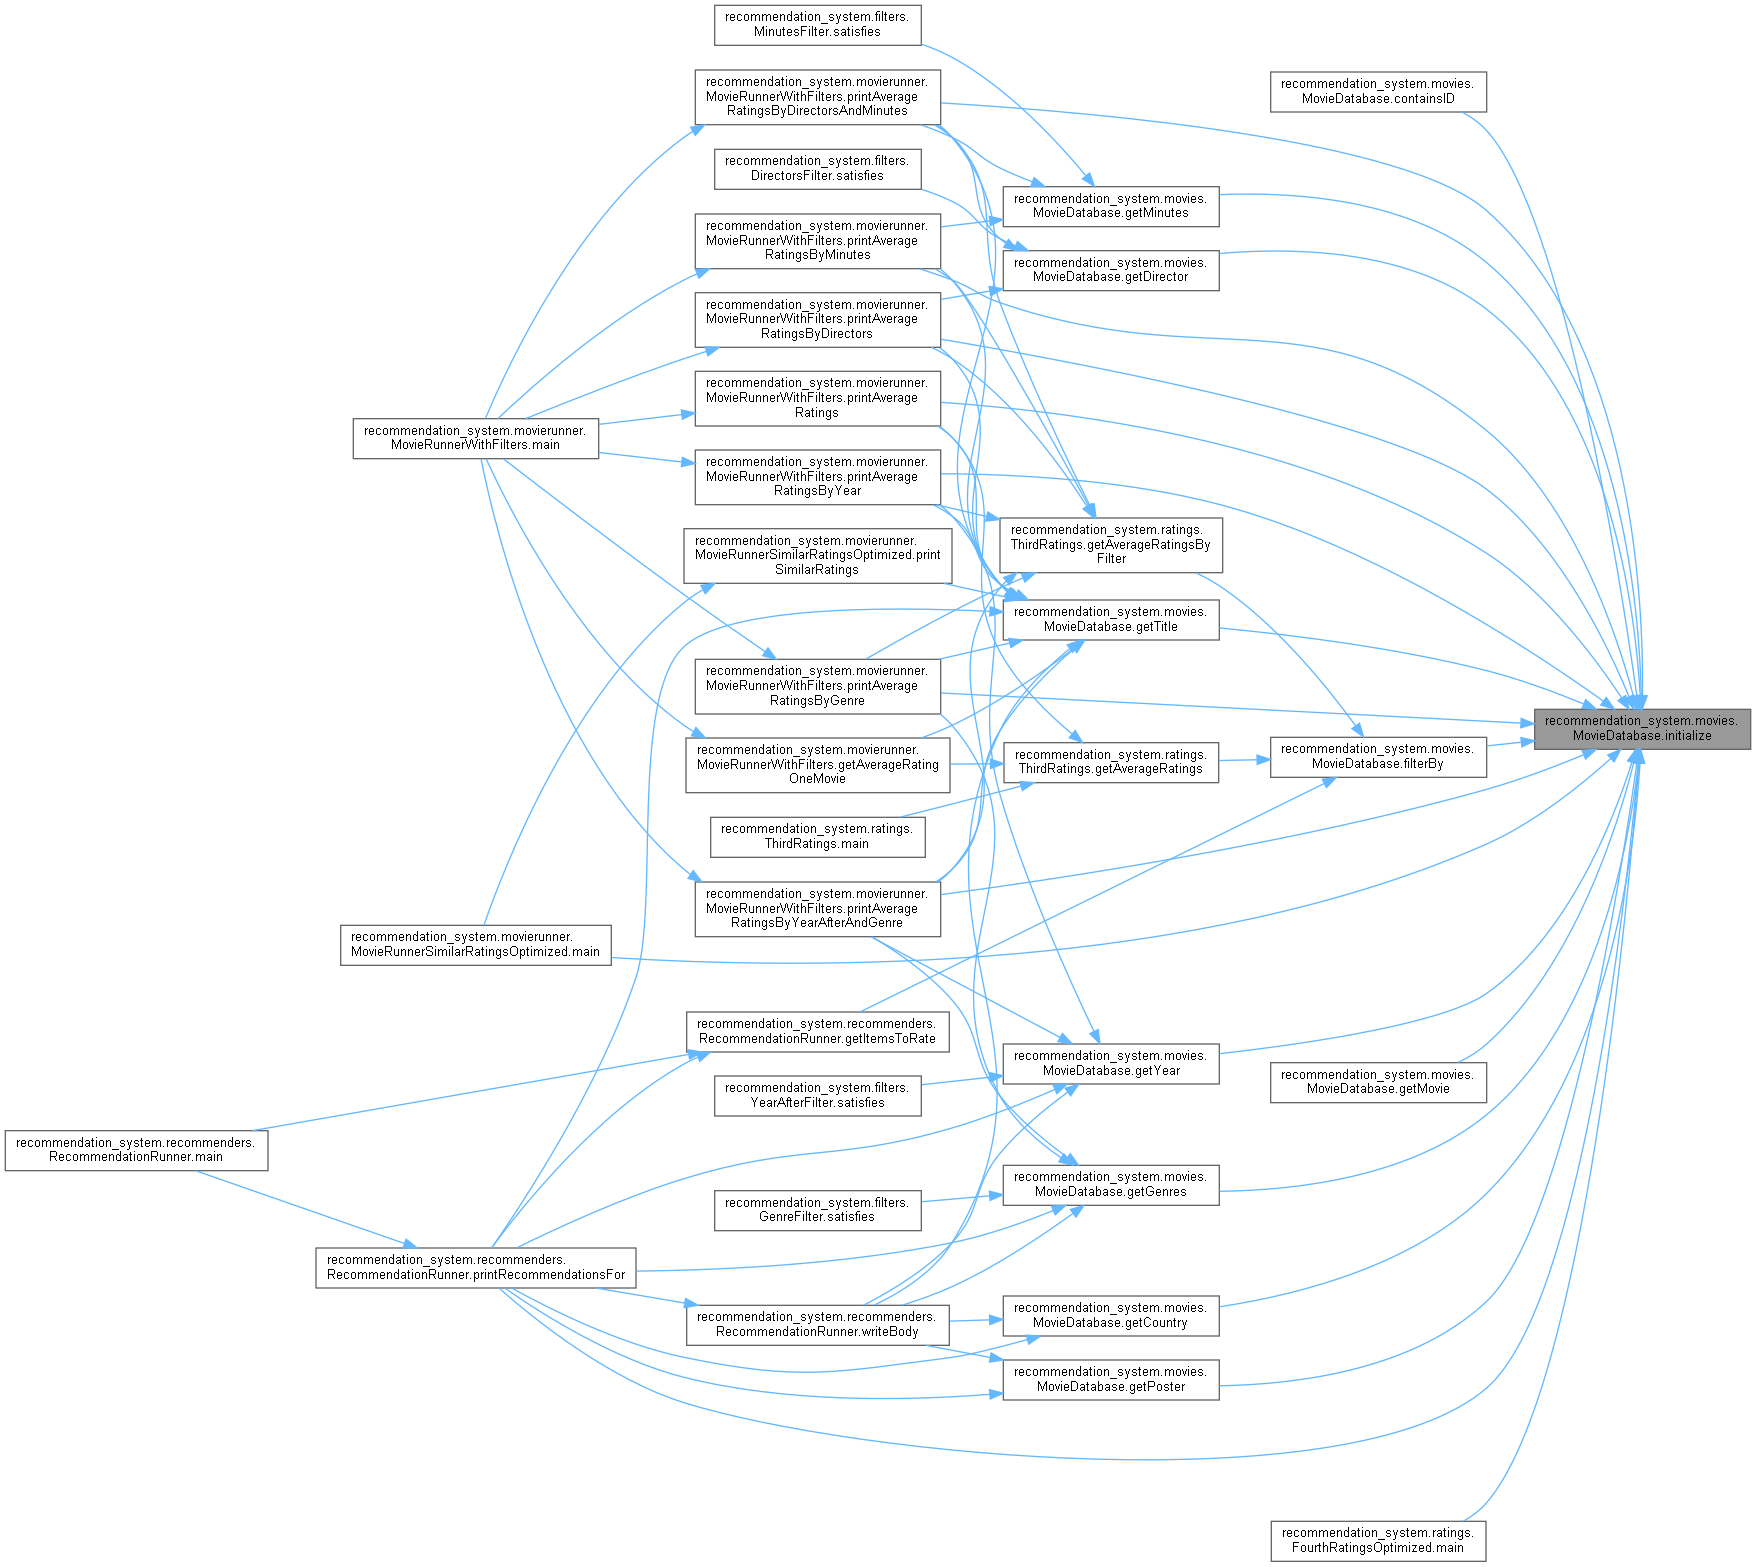 recommendation_system.filters.
MinutesFilter.satisfies
recommendation_system.movierunner.
MovieRunnerWithFilters.printAverage
RatingsByDirectorsAndMinutes
recommendation_system.movies.
MovieDatabase.containsID
recommendation_system.filters.
DirectorsFilter.satisfies
recommendation_system.movies.
MovieDatabase.getMinutes
recommendation_system.movierunner.
MovieRunnerWithFilters.printAverage
RatingsByMinutes
recommendation_system.movies.
MovieDatabase.getDirector
recommendation_system.movierunner.
MovieRunnerWithFilters.printAverage
RatingsByDirectors
recommendation_system.movierunner.
MovieRunnerWithFilters.printAverage
Ratings
recommendation_system.movierunner.
MovieRunnerWithFilters.main
recommendation_system.movierunner.
MovieRunnerWithFilters.printAverage
RatingsByYear
recommendation_system.ratings.
ThirdRatings.getAverageRatingsBy
Filter
recommendation_system.movierunner.
MovieRunnerSimilarRatingsOptimized.print
SimilarRatings
recommendation_system.movies.
MovieDatabase.getTitle
recommendation_system.movierunner.
MovieRunnerWithFilters.printAverage
RatingsByGenre
recommendation_system.movies.
MovieDatabase.initialize
recommendation_system.movierunner.
MovieRunnerWithFilters.getAverageRating
OneMovie
recommendation_system.ratings.
ThirdRatings.getAverageRatings
recommendation_system.movies.
MovieDatabase.filterBy
recommendation_system.ratings.
ThirdRatings.main
recommendation_system.movierunner.
MovieRunnerWithFilters.printAverage
RatingsByYearAfterAndGenre
recommendation_system.movierunner.
MovieRunnerSimilarRatingsOptimized.main
recommendation_system.recommenders.
RecommendationRunner.getItemsToRate
recommendation_system.movies.
MovieDatabase.getYear
recommendation_system.movies.
MovieDatabase.getMovie
recommendation_system.filters.
YearAfterFilter.satisfies
recommendation_system.recommenders.
RecommendationRunner.main
recommendation_system.movies.
MovieDatabase.getGenres
recommendation_system.filters.
GenreFilter.satisfies
recommendation_system.recommenders.
RecommendationRunner.printRecommendationsFor
recommendation_system.recommenders.
RecommendationRunner.writeBody
recommendation_system.movies.
MovieDatabase.getCountry
recommendation_system.movies.
MovieDatabase.getPoster
recommendation_system.ratings.
FourthRatingsOptimized.main